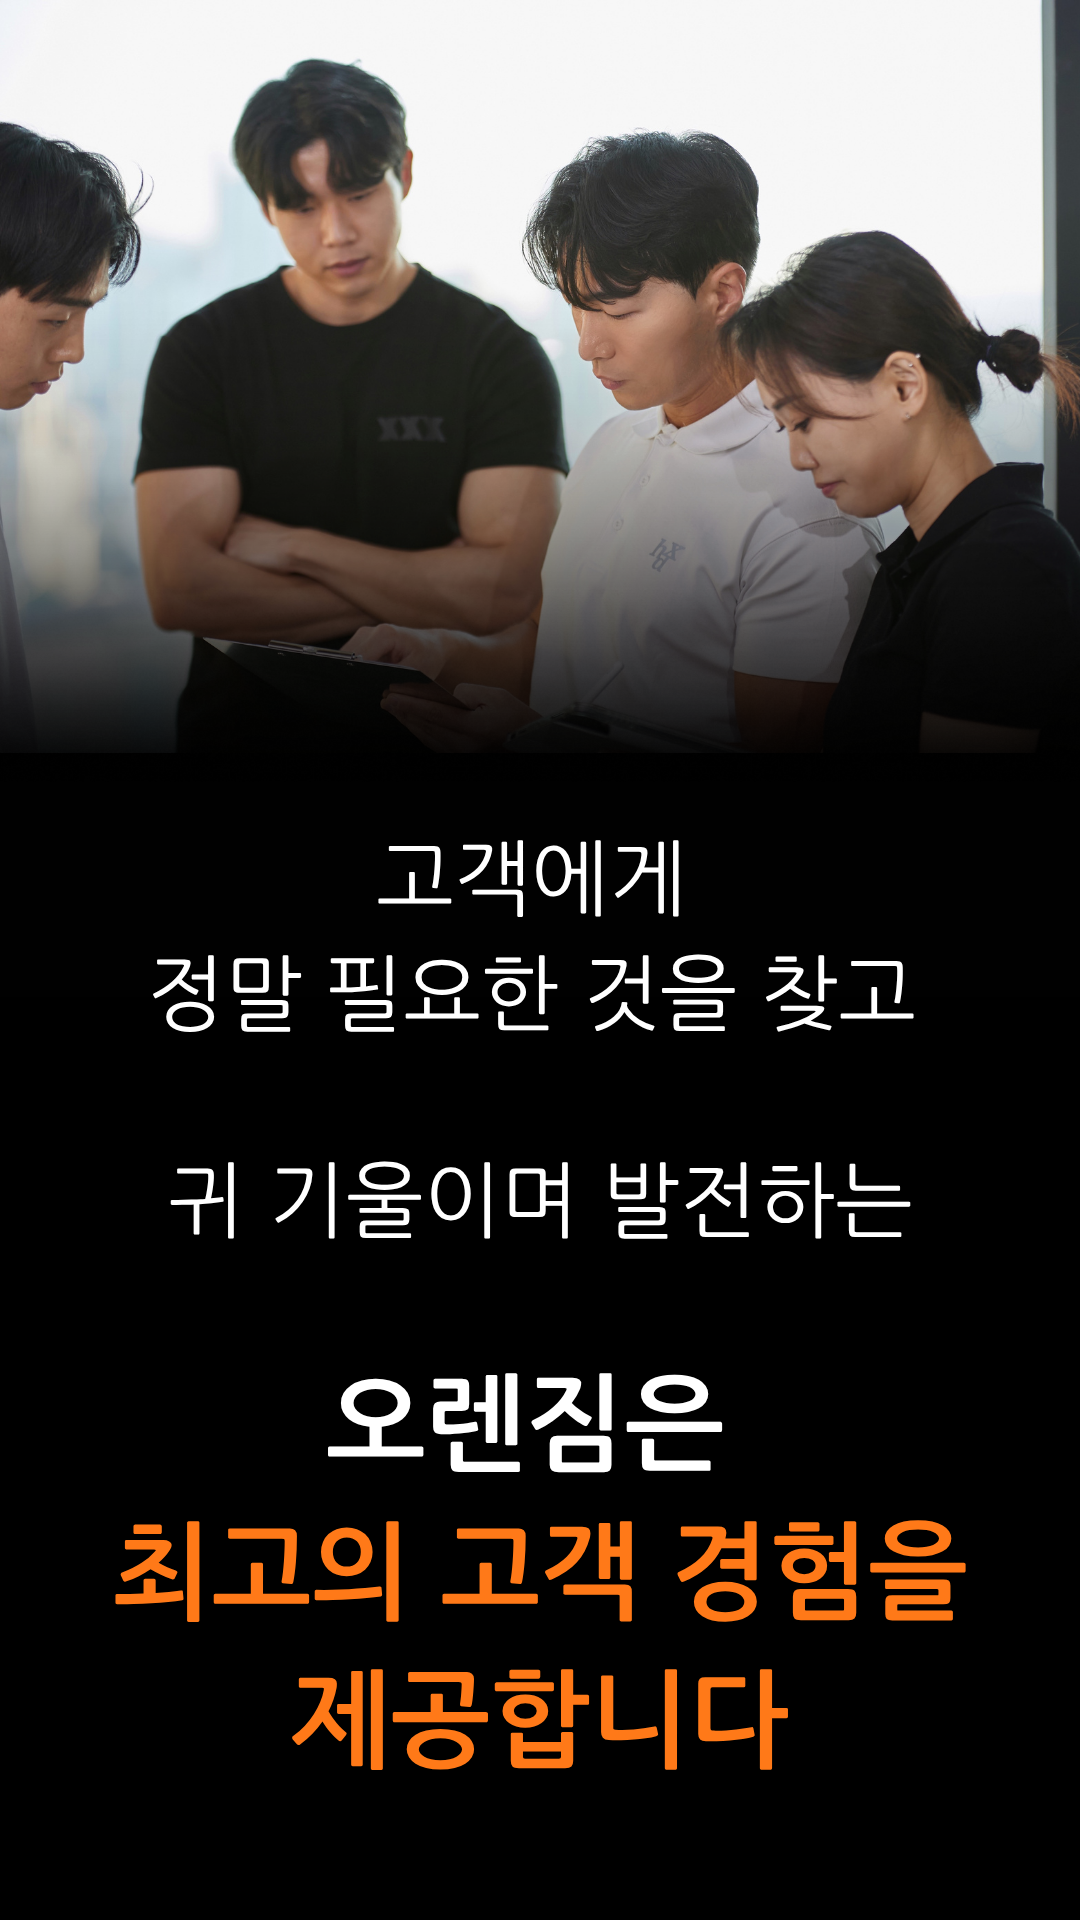 XXX
고객에게
정말 필요한 것을 찾고
귀 기울이며 발전하는
오렌짐은
최고의 고객 경험을
제공합니다